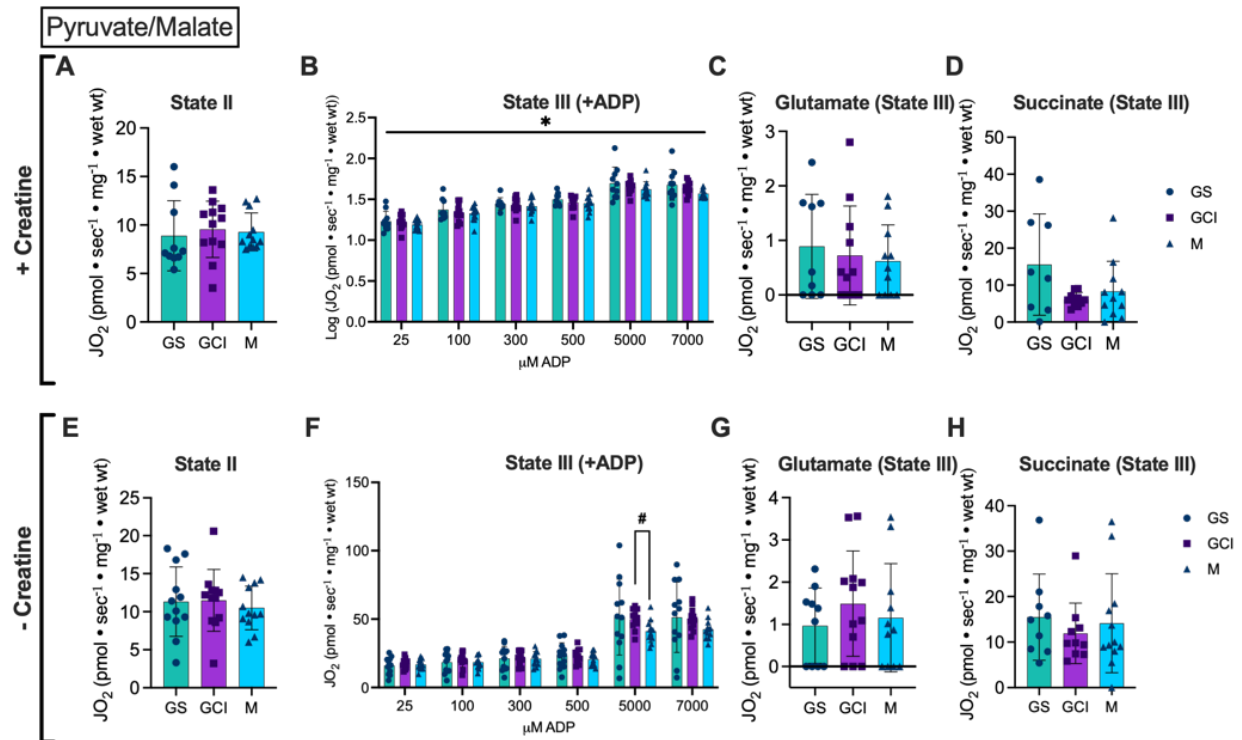 Pyruvate/Malate
+ Creatine
A
State II
JO₂ (pmol • sec⁻¹ • mg⁻¹ • wet wt)
20
15
10
5
0
GS GCI M
B
State III (+ADP)
*
Log (JO₂ (pmol • sec⁻¹ • mg⁻¹ • wet wt))
2.5
2.0
1.5
1.0
0.5
0.0
25 100 300 500 5000 7000
μM ADP
C
Glutamate (State III)
JO₂ (pmol • sec⁻¹ • mg⁻¹ • wet wt)
3
2
1
0
GS GCI M
D
Succinate (State III)
JO₂ (pmol • sec⁻¹ • mg⁻¹ • wet wt)
50
40
30
20
10
0
GS GCI M
GS
GCI
M
- Creatine
E
State II
JO₂ (pmol • sec⁻¹ • mg⁻¹ • wet wt)
25
20
15
10
5
0
GS GCI M
F
State III (+ADP)
#
JO₂ (pmol • sec⁻¹ • mg⁻¹ • wet wt)
150
100
50
0
25 100 300 500 5000 7000
μM ADP
G
Glutamate (State III)
JO₂ (pmol • sec⁻¹ • mg⁻¹ • wet wt)
4
3
2
1
0
GS GCI M
H
Succinate (State III)
JO₂ (pmol • sec⁻¹ • mg⁻¹ • wet wt)
40
30
20
10
0
GS GCI M
GS
GCI
M